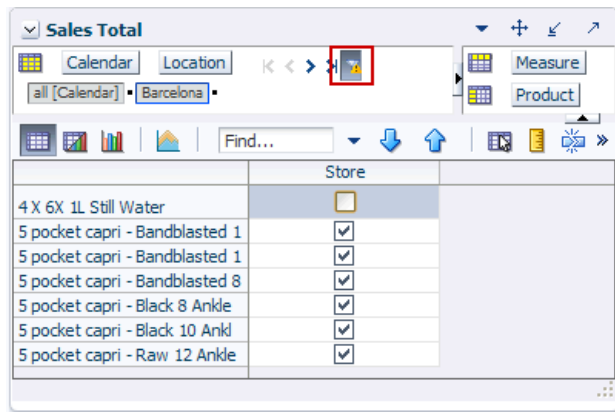 Sales Total
Calendar Location
all [Calendar] Barcelona
Measure
Product
Find...
Store
4 X 6X 1L Still Water
5 pocket capri - Bandblasted 1
5 pocket capri - Bandblasted 1
5 pocket capri - Bandblasted 8
5 pocket capri - Black 8 Ankle
5 pocket capri - Black 10 Ankl
5 pocket capri - Raw 12 Ankle